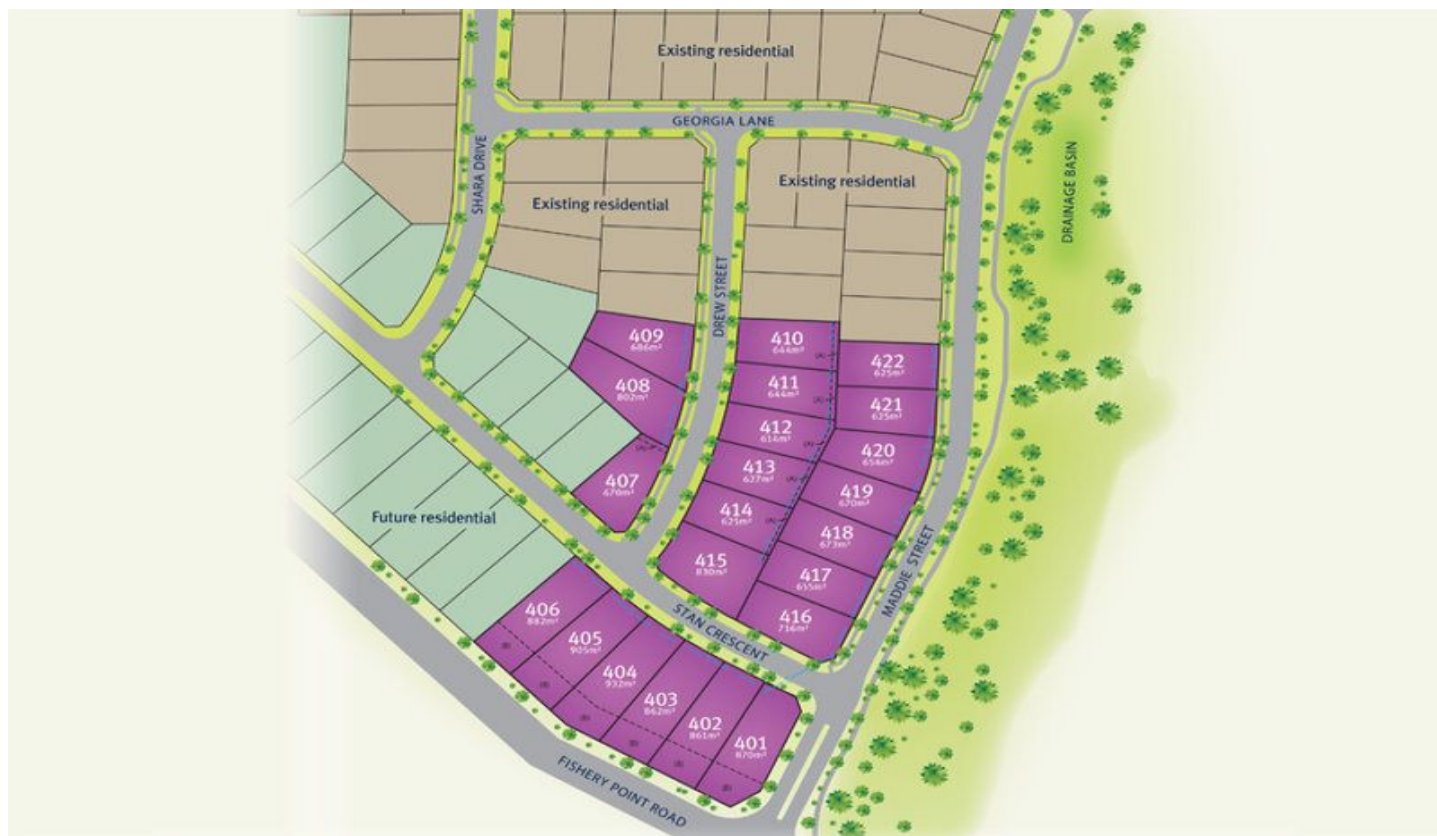 Existing residential
GEORGIA LANE
SHARA DRIVE
DRAINAGE BASIN
Existing residential
Existing residential
DREW STREET
409
686m²
408
802m²
407
670m²
410
644m²
(A)
411
644m²
(A)
412
614m²
(A)
413
627m²
(A)
414
621m²
(A)
415
830m²
422
625m²
421
625m²
420
654m²
419
670m²
418
673m²
417
655m²
416
716m²
(A)
MADDIE STREET
Future residential
STAN CRESCENT
406
882m²
(B)
405
905m²
(B)
404
932m²
(B)
403
862m²
(B)
402
861m²
(B)
401
870m²
(B)
FISHERY POINT ROAD